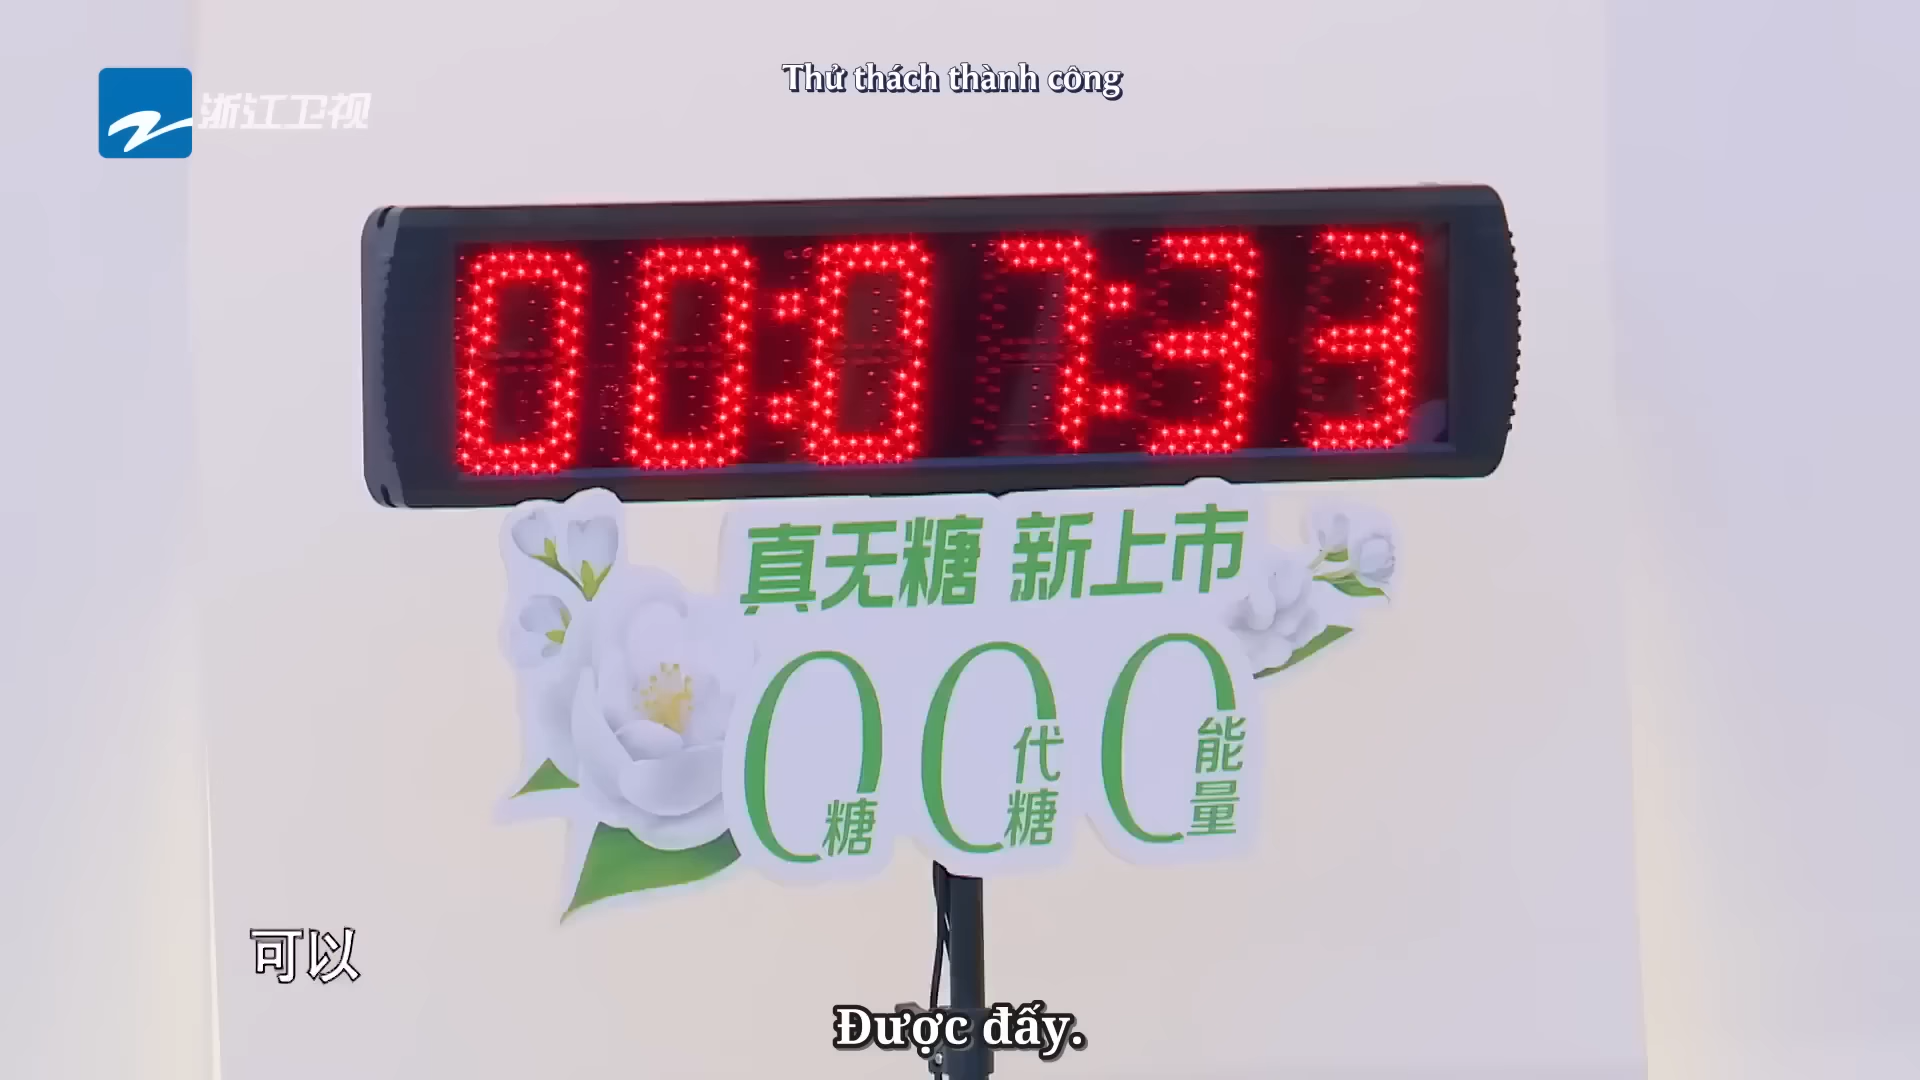 Thử thách thành công
浙江卫视
00:07:33
真无糖 新上市
0糖 0代糖 0能量
可以
Được đấy.